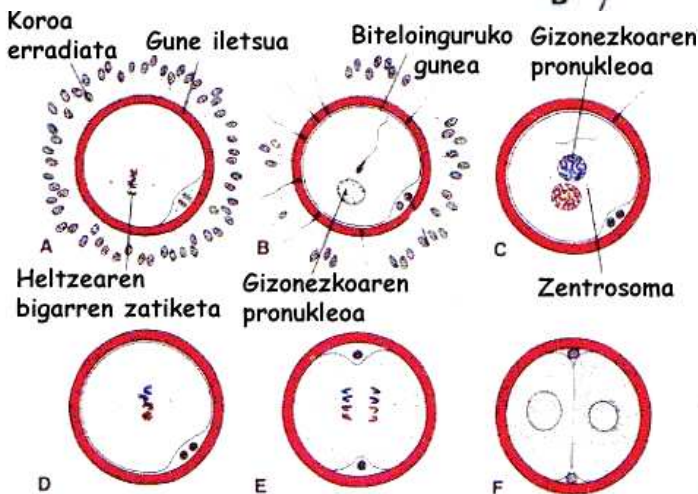 Koroa
erradiata
Gune iletsua
Biteloinguruko
gunea
Gizonezkoaren
pronukleoa
A
B
C
Heltzearen
bigarren zatiketa
Gizonezkoaren
pronukleoa
Zentrosoma
D
E
F